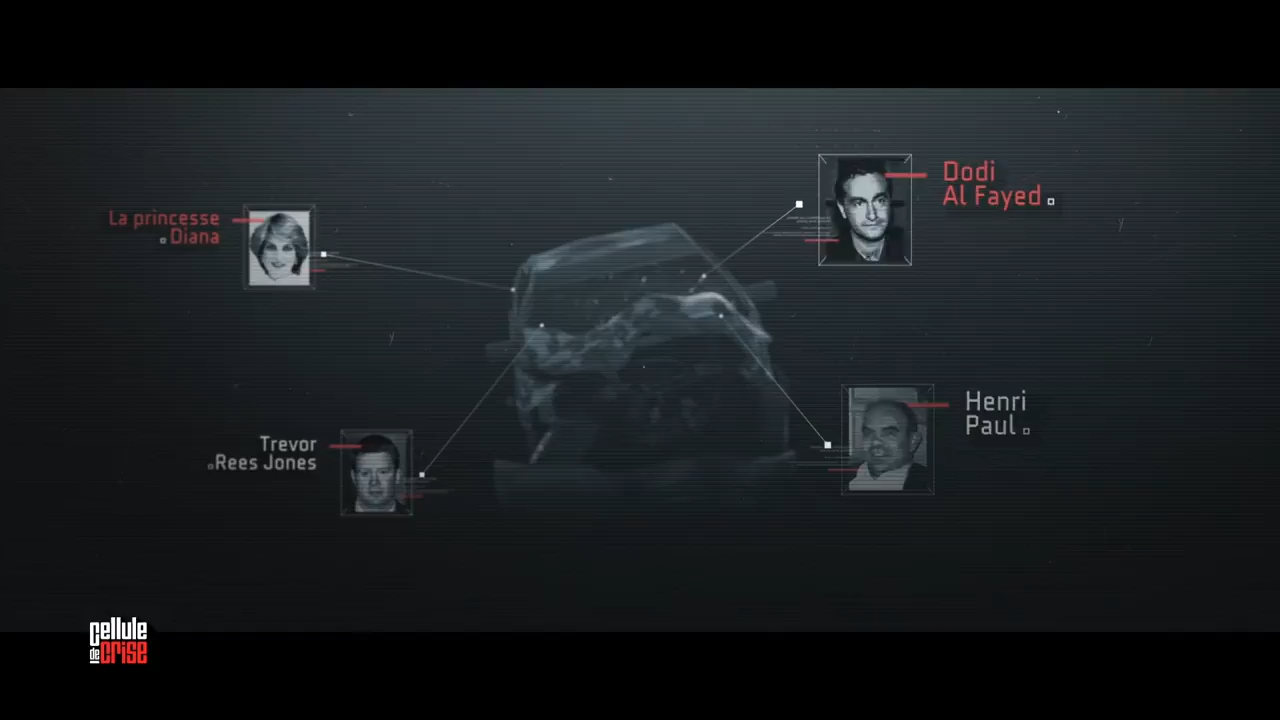 La princesse
Diana
Dodi
Al Fayed
Trevor
Rees Jones
Henri
Paul
cellule
de crise